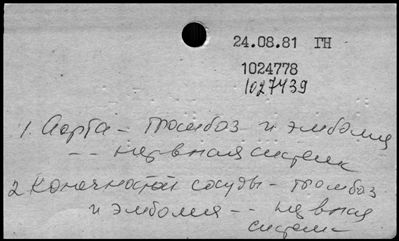 24.08.81 ГН
1024778
1027439
1. Аорта - тромбоз и эмболия
-- нервная система
2. Конечностей сосуды - тромбоз
и эмболия -- нервная
система